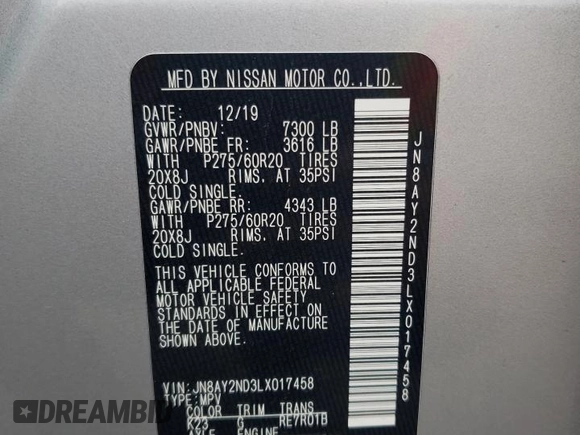 MFD BY NISSAN MOTOR CO.,LTD.
DATE: 12/19
GVWR/PNBV: 7300 LB
GAWR/PNBE FR: 3616 LB
WITH P275/60R20 TIRES
20X8J RIMS. AT 35PSI
COLD SINGLE.
GAWR/PNBE RR: 4343 LB
WITH P275/60R20 TIRES
20X8J RIMS. AT 35PSI
COLD SINGLE.
THIS VEHICLE CONFORMS TO
ALL APPLICABLE FEDERAL
MOTOR VEHICLE SAFETY
STANDARDS IN EFFECT ON THE
DATE OF MANUFACTURE.
VIN:JN8AY2ND3LX017458
TYPE:MPV
COLOR TRIM TRANS
K23 G RE7R01B
AXLE ENGINE
JN8AY2ND3LX017458
DREAMBID